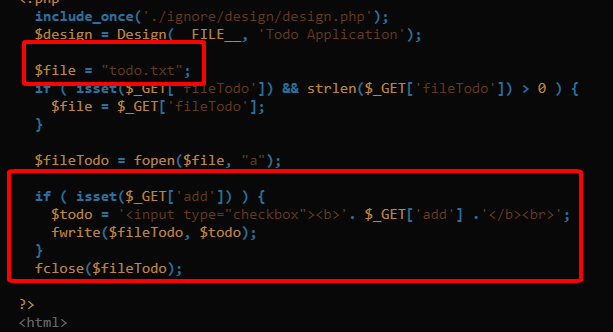 <?php
include_once('./ignore/design/design.php');
$design = Design(__FILE__, 'Todo Application');
$file = "todo.txt";
if ( isset($_GET['fileTodo']) && strlen($_GET['fileTodo']) > 0 ) {
$file = $_GET['fileTodo'];
}
$fileTodo = fopen($file, "a");
if ( isset($_GET['add']) ) {
$todo = '<input type="checkbox"><b>'. $_GET['add'] .'</b><br>';
fwrite($fileTodo, $todo);
}
fclose($fileTodo);
?>
<html>